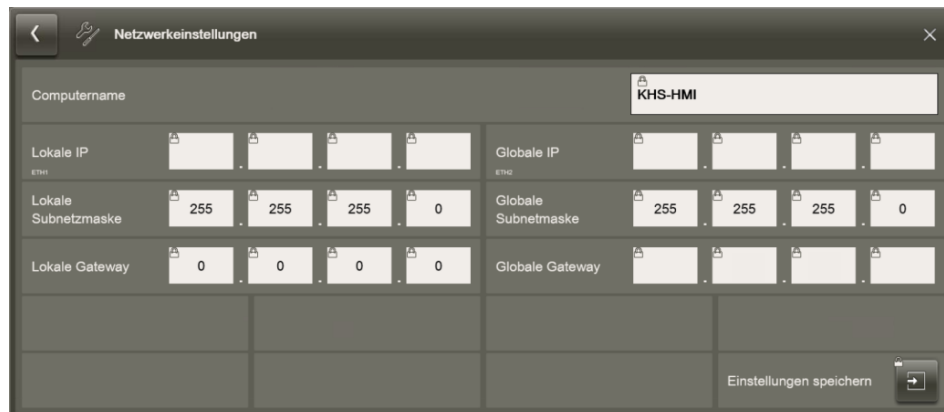 Netzwerkeinstellungen
Computername
KHS-HMI
Lokale IP . . .
ETH1
Globale IP . . .
ETH2
Lokale
Subnetzmaske 255 . 255 . 255 . 0
Globale
Subnetmaske 255 . 255 . 255 . 0
Lokale Gateway 0 . 0 . 0 . 0
Globale Gateway . . .
Einstellungen speichern